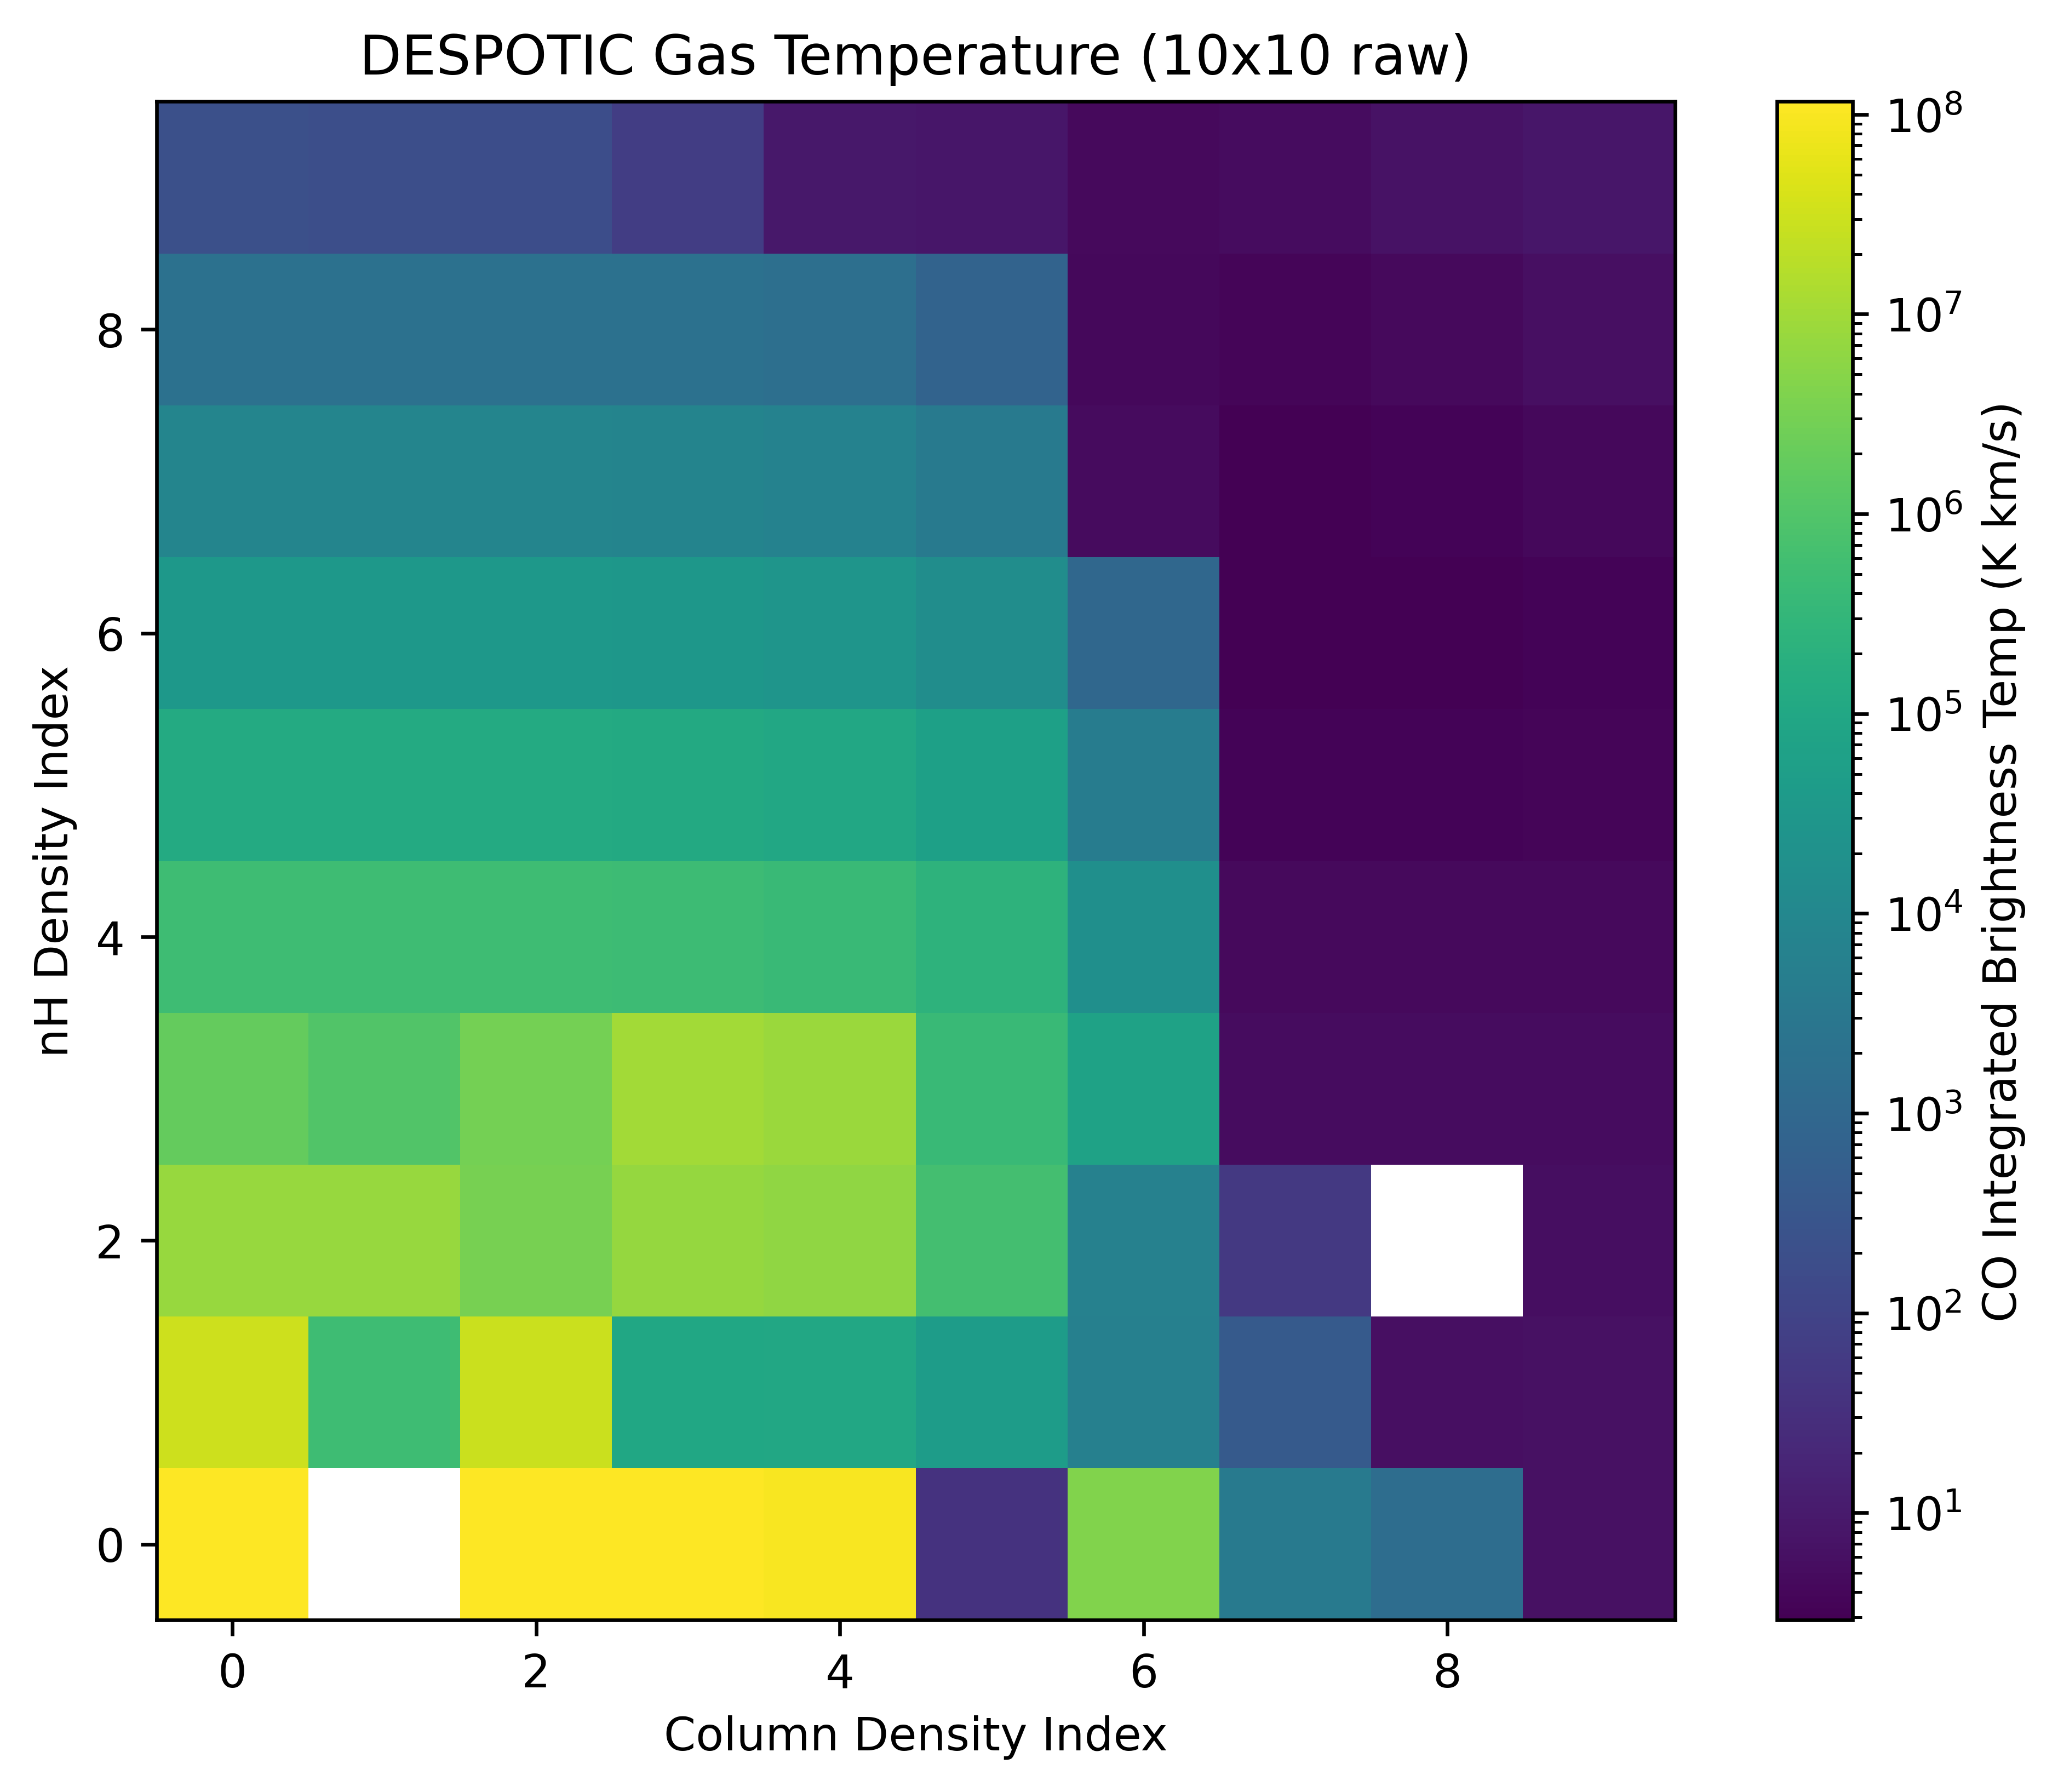 DESPOTIC Gas Temperature (10x10 raw)
nH Density Index
8
6
4
2
0
0 2 4 6 8
Column Density Index
10⁸
10⁷
10⁶
10⁵
10⁴
10³
10²
10¹
CO Integrated Brightness Temp (K km/s)